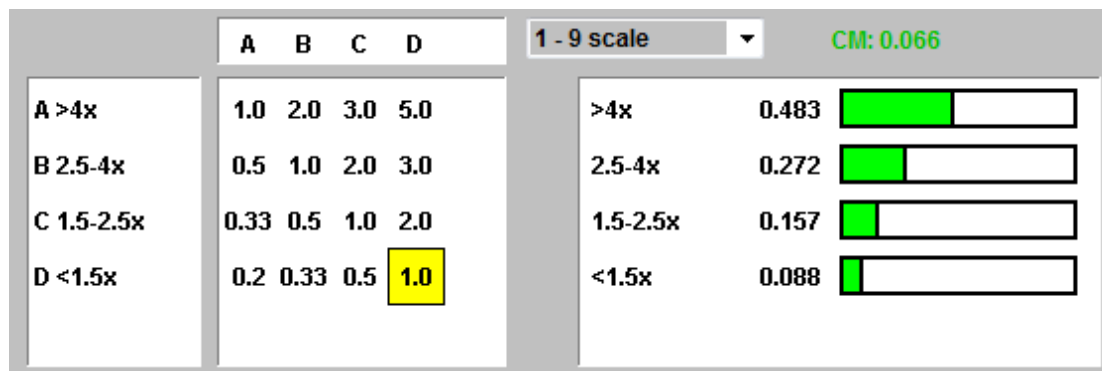 A B C D
1 - 9 scale
CM: 0.066
A >4x 1.0 2.0 3.0 5.0 >4x 0.483
B 2.5-4x 0.5 1.0 2.0 3.0 2.5-4x 0.272
C 1.5-2.5x 0.33 0.5 1.0 2.0 1.5-2.5x 0.157
D <1.5x 0.2 0.33 0.5 1.0 <1.5x 0.088